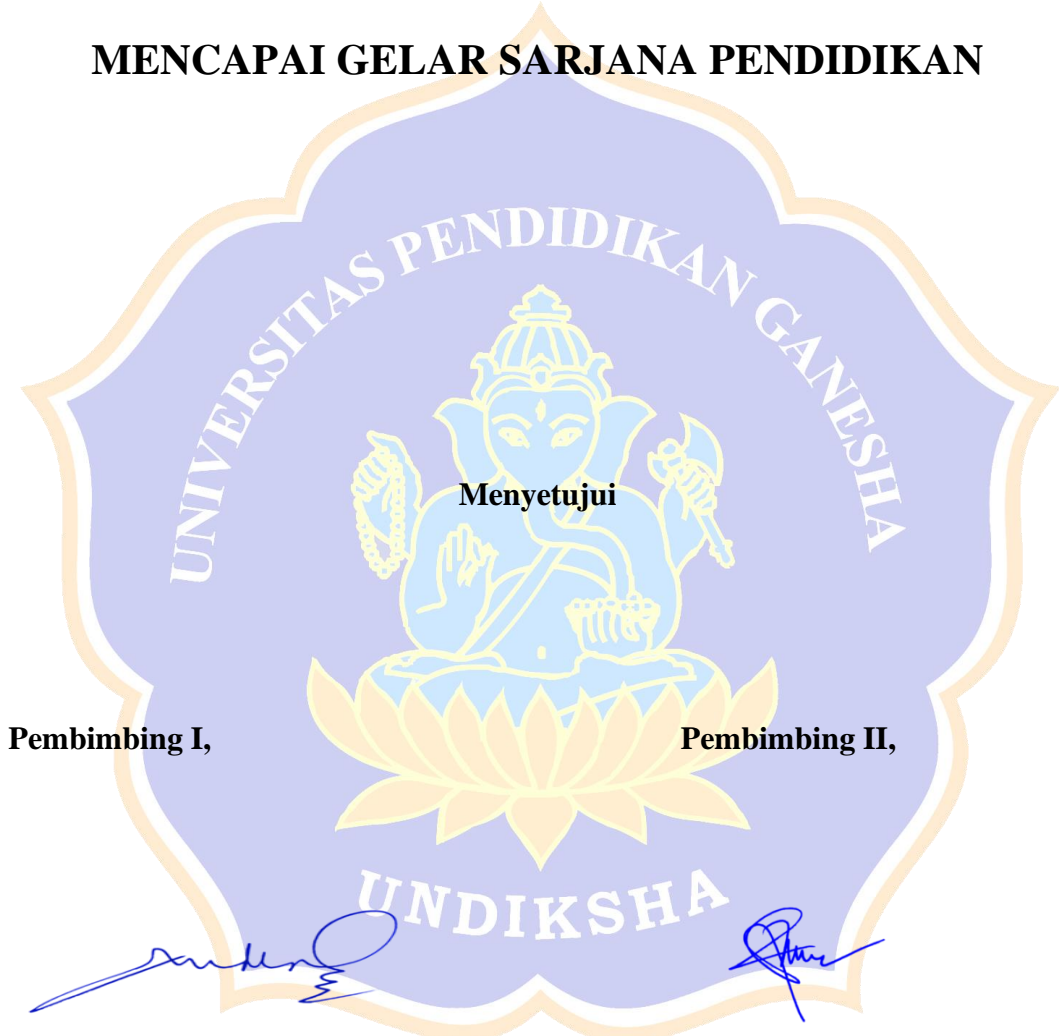 MENCAPAI GELAR SARJANA PENDIDIKAN
UNIVERSITAS PENDIDIKAN GANESHA
Menyetujui
Pembimbing I, Pembimbing II,
UNDIKSHA